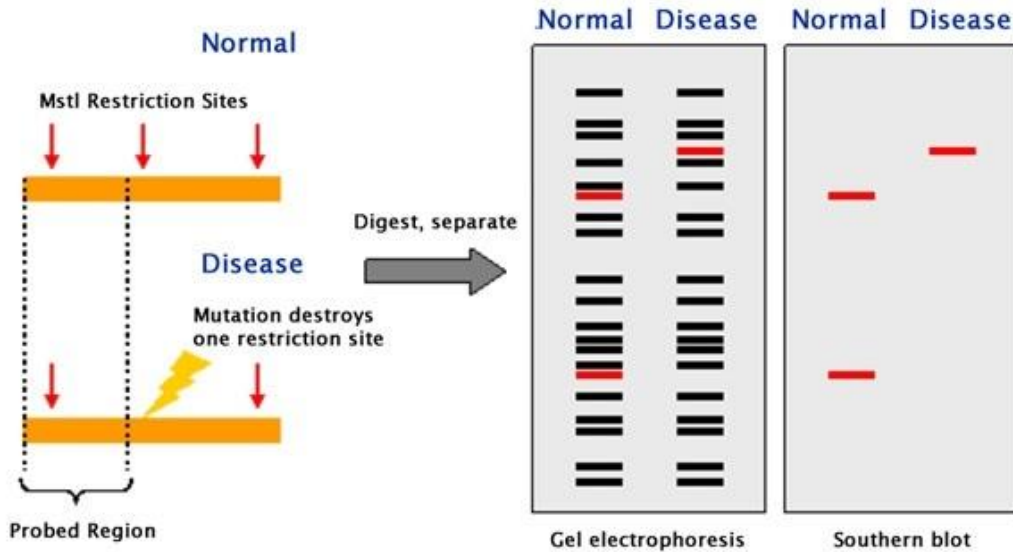 Normal
MstI Restriction Sites
Disease
Mutation destroys
one restriction site
Probed Region
Digest, separate
Normal Disease
Gel electrophoresis
Normal Disease
Southern blot